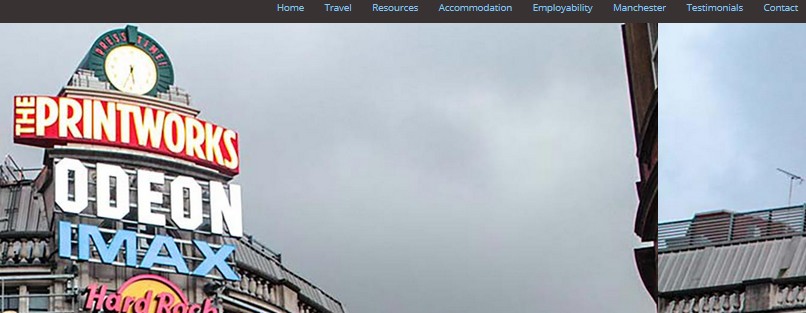 Home Travel Resources Accommodation Employability Manchester Testimonials Contact
PRESS TIME!
THE PRINTWORKS
ODEON
IMAX
Hard Rock